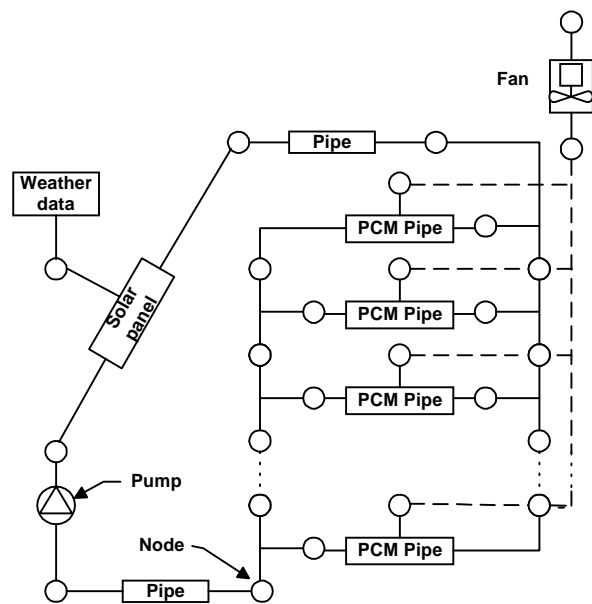 Fan
Pipe
Weather
data
PCM Pipe
Solar
panel
PCM Pipe
PCM Pipe
Pump
Node
PCM Pipe
Pipe